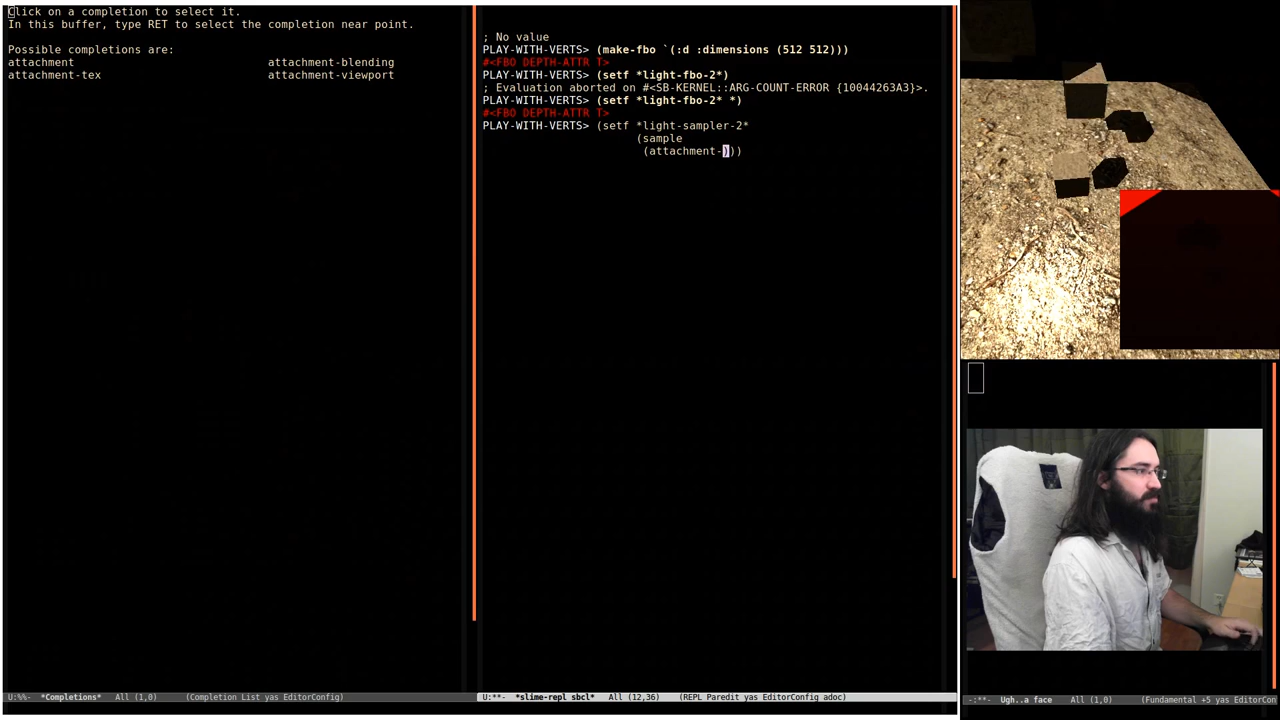 Click on a completion to select it.
In this buffer, type RET to select the completion near point.
Possible completions are:
attachment attachment-blending
attachment-tex attachment-viewport
U:%%- *Completions* All (1,0) (Completion List yas EditorConfig)
; No value
PLAY-WITH-VERTS> (make-fbo `(:d :dimensions (512 512)))
#<FBO DEPTH-ATTR T>
PLAY-WITH-VERTS> (setf *light-fbo-2*)
; Evaluation aborted on #<SB-KERNEL::ARG-COUNT-ERROR {10044263A3}>.
PLAY-WITH-VERTS> (setf *light-fbo-2* *)
#<FBO DEPTH-ATTR T>
PLAY-WITH-VERTS> (setf *light-sampler-2*
(sample
(attachment-)))
U:**- *slime-repl sbcl* All (12,36) (REPL Paredit yas EditorConfig adoc)
-:**- Ugh..a face All (1,0) (Fundamental +5 yas EditorCon